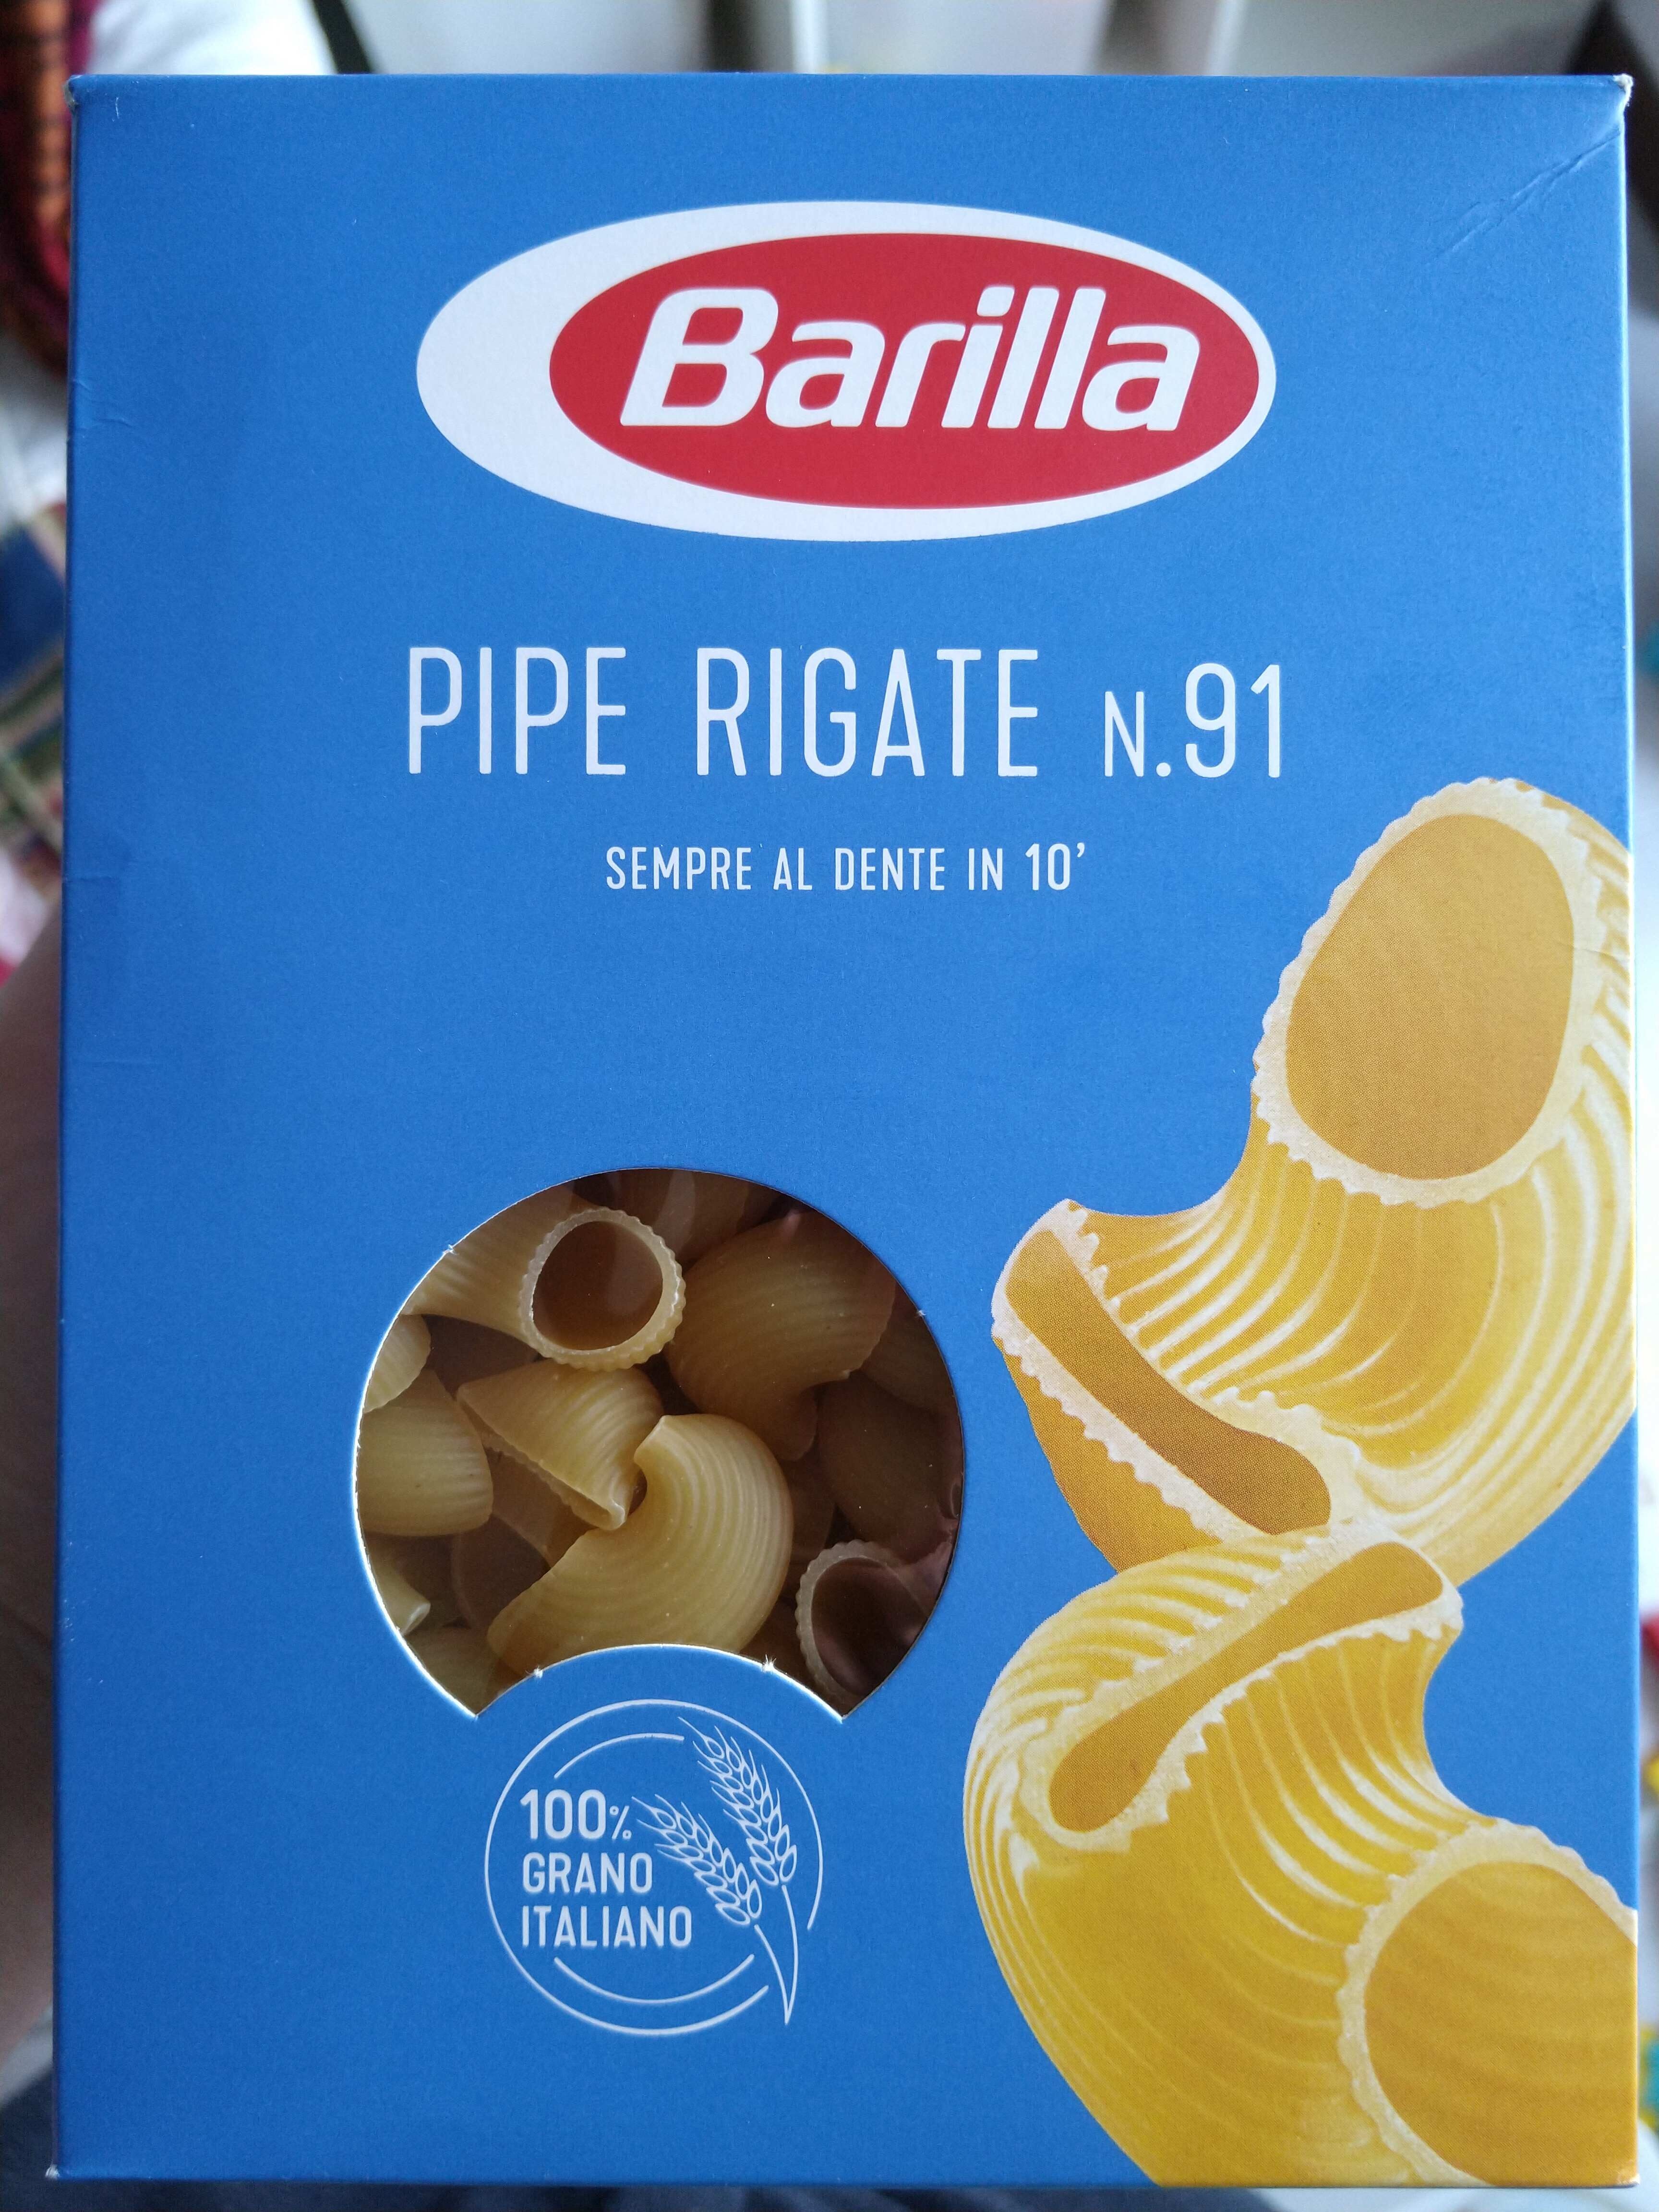 Barilla
PIPE RIGATE N.91
SEMPRE AL DENTE IN 10'
100%
GRANO
ITALIANO